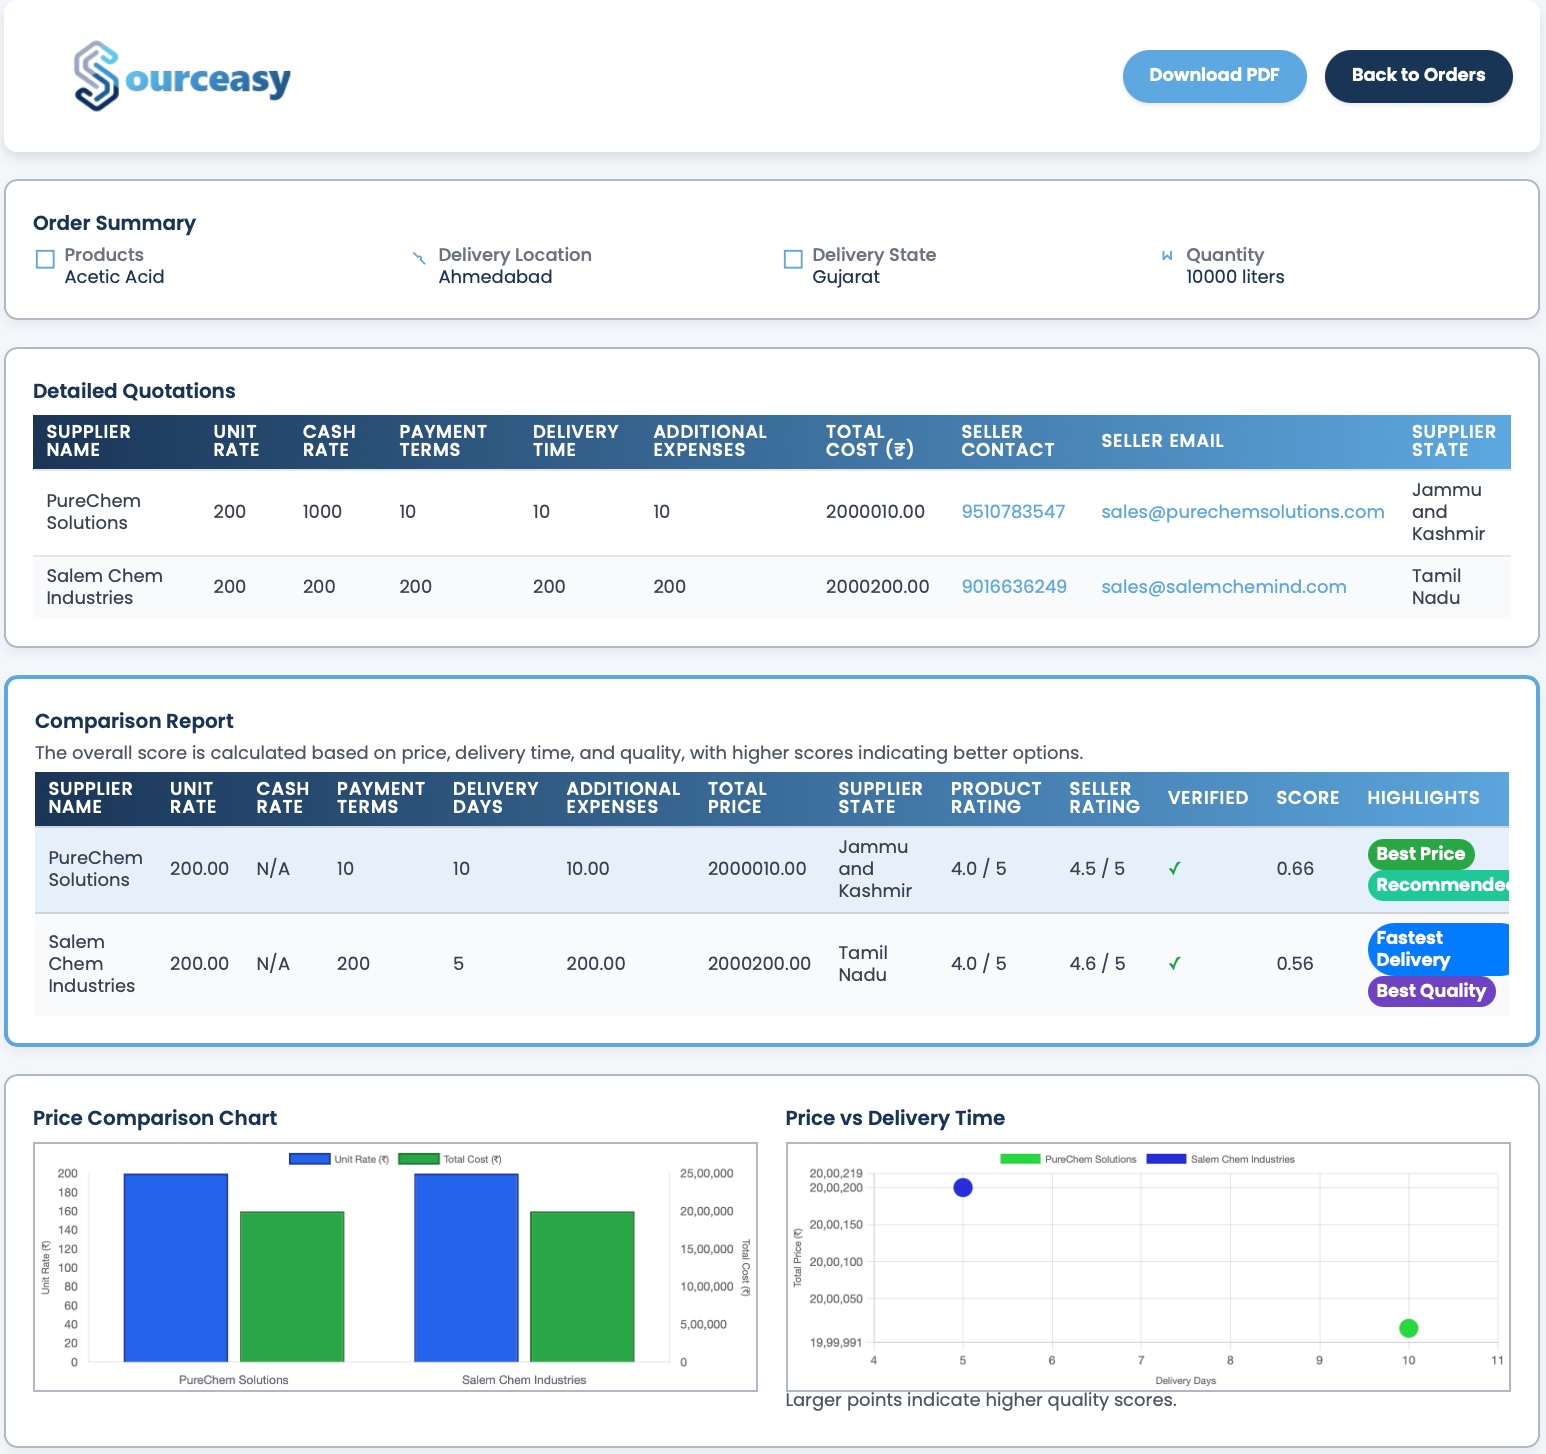 Sourceasy
Download PDF
Back to Orders
Order Summary
Products
Acetic Acid
Delivery Location
Ahmedabad
Delivery State
Gujarat
Quantity
10000 liters
Detailed Quotations
SUPPLIER NAME UNIT RATE CASH RATE PAYMENT TERMS DELIVERY TIME ADDITIONAL EXPENSES TOTAL COST (₹) SELLER CONTACT SELLER EMAIL SUPPLIER STATE
PureChem Solutions 200 1000 10 10 10 2000010.00 9510783547 sales@purechemsolutions.com Jammu and Kashmir
Salem Chem Industries 200 200 200 200 200 2000200.00 9016636249 sales@salemchemind.com Tamil Nadu
Comparison Report
The overall score is calculated based on price, delivery time, and quality, with higher scores indicating better options.
SUPPLIER NAME UNIT RATE CASH RATE PAYMENT TERMS DELIVERY DAYS ADDITIONAL EXPENSES TOTAL PRICE SUPPLIER STATE PRODUCT RATING SELLER RATING VERIFIED SCORE HIGHLIGHTS
PureChem Solutions 200.00 N/A 10 10 10.00 2000010.00 Jammu and Kashmir 4.0 / 5 4.5 / 5 ✓ 0.66 Best Price Recommended
Salem Chem Industries 200.00 N/A 200 5 200.00 2000200.00 Tamil Nadu 4.0 / 5 4.6 / 5 ✓ 0.56 Fastest Delivery Best Quality
Price Comparison Chart
Unit Rate (₹) Total Cost (₹)
200
180
160
140
120
100
80
60
40
20
0
Unit Rate (₹)
25,00,000
20,00,000
15,00,000
10,00,000
5,00,000
0
Total Cost (₹)
PureChem Solutions Salem Chem Industries
Price vs Delivery Time
PureChem Solutions Salem Chem Industries
20,00,219
20,00,200
20,00,150
20,00,100
20,00,050
19,99,991
Total Price (₹)
4 5 6 7 8 9 10 11
Delivery Days
Larger points indicate higher quality scores.